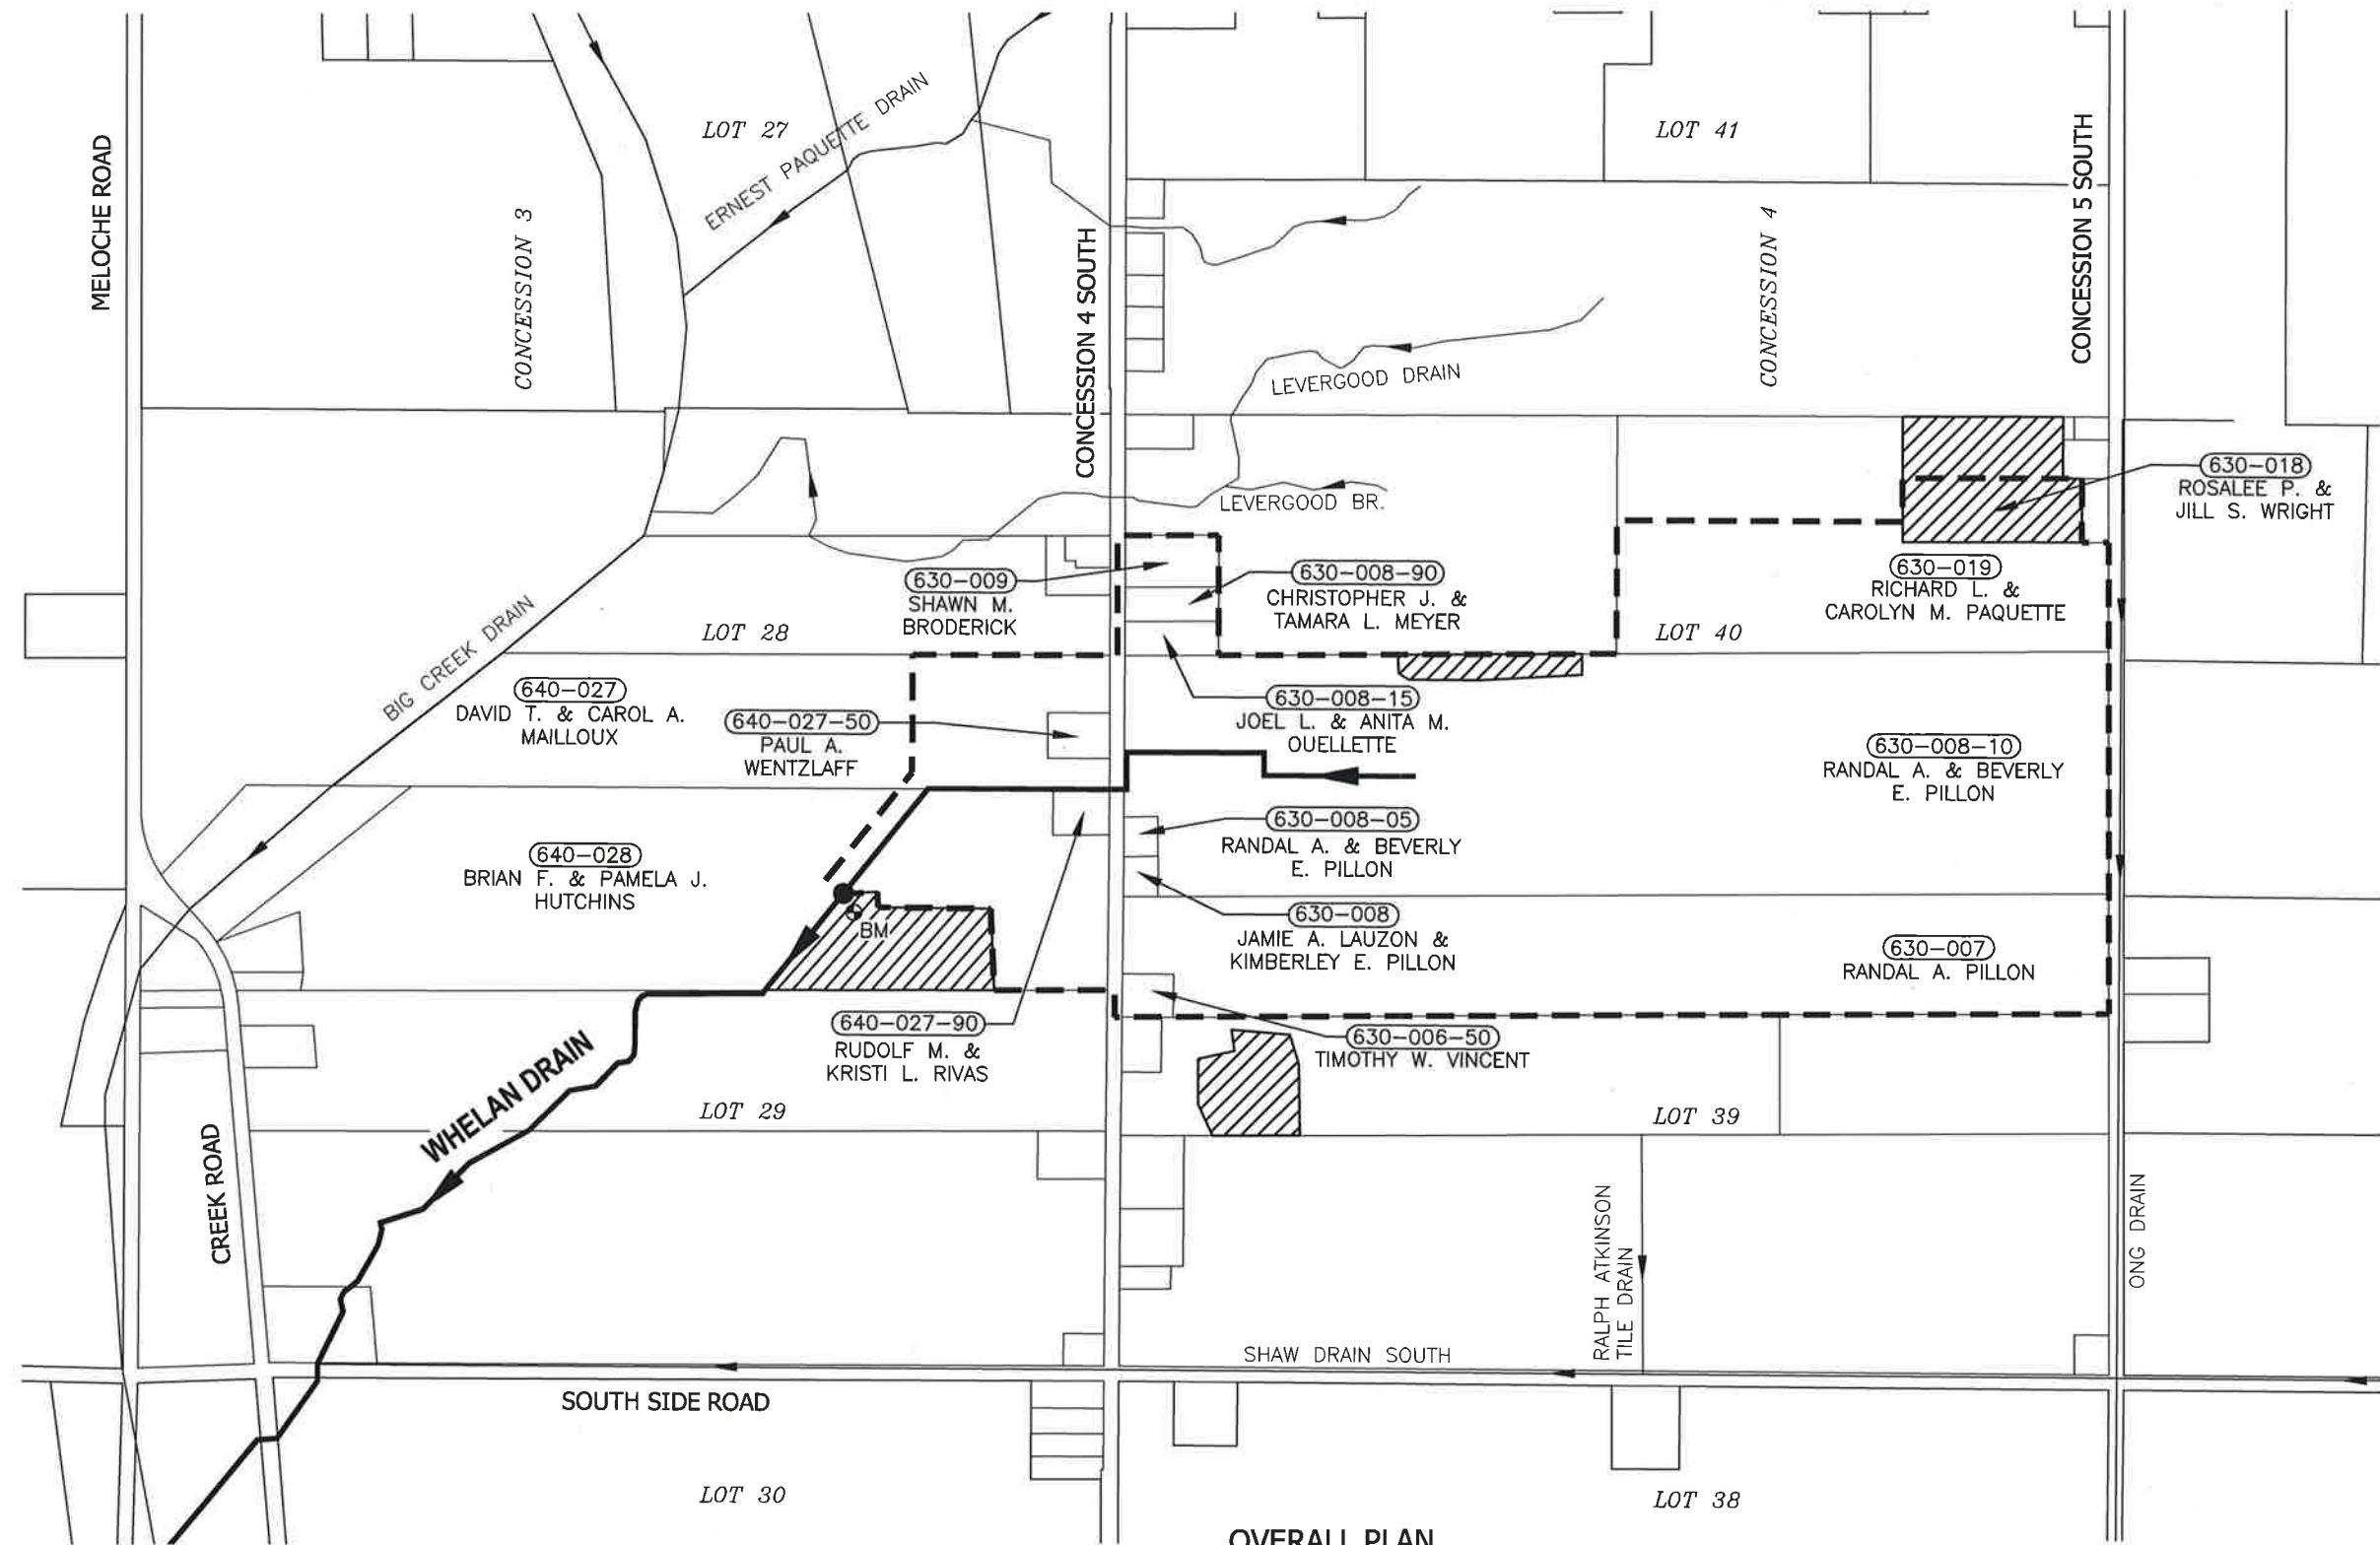 MELOCHE ROAD
CONCESSION 3
LOT 27
ERNEST PAQUETTE DRAIN
CONCESSION 4 SOUTH
LOT 41
CONCESSION 4
CONCESSION 5 SOUTH
LEVERGOOD DRAIN
LEVERGOOD BR.
630-018
ROSALEE P. &
JILL S. WRIGHT
630-009
SHAWN M.
BRODERICK
630-008-90
CHRISTOPHER J. &
TAMARA L. MEYER
630-019
RICHARD L. &
CAROLYN M. PAQUETTE
LOT 28
LOT 40
BIG CREEK DRAIN
640-027
DAVID T. & CAROL A.
MAILLOUX
640-027-50
PAUL A.
WENTZLAFF
630-008-15
JOEL L. & ANITA M.
OUELLETTE
630-008-10
RANDAL A. & BEVERLY
E. PILLON
630-008-05
RANDAL A. & BEVERLY
E. PILLON
640-028
BRIAN F. & PAMELA J.
HUTCHINS
BM
630-008
JAMIE A. LAUZON &
KIMBERLEY E. PILLON
630-007
RANDAL A. PILLON
640-027-90
RUDOLF M. &
KRISTI L. RIVAS
630-006-50
TIMOTHY W. VINCENT
WHELAN DRAIN
LOT 29
LOT 39
CREEK ROAD
RALPH ATKINSON
TILE DRAIN
ONG DRAIN
SHAW DRAIN SOUTH
SOUTH SIDE ROAD
LOT 30
LOT 38
OVERALL PLAN